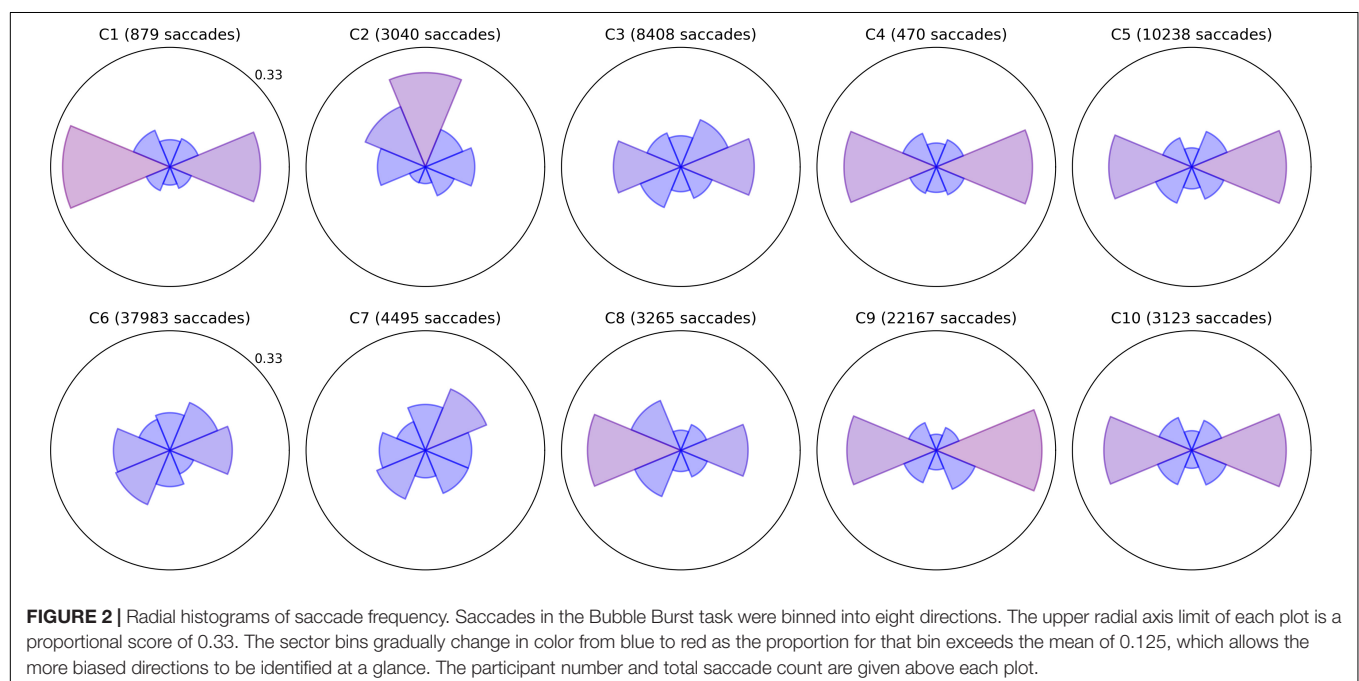 C1 (879 saccades) C2 (3040 saccades) C3 (8408 saccades) C4 (470 saccades) C5 (10238 saccades)
0.33
C6 (37983 saccades) C7 (4495 saccades) C8 (3265 saccades) C9 (22167 saccades) C10 (3123 saccades)
0.33
FIGURE 2 | Radial histograms of saccade frequency. Saccades in the Bubble Burst task were binned into eight directions. The upper radial axis limit of each plot is a
proportional score of 0.33. The sector bins gradually change in color from blue to red as the proportion for that bin exceeds the mean of 0.125, which allows the
more biased directions to be identified at a glance. The participant number and total saccade count are given above each plot.